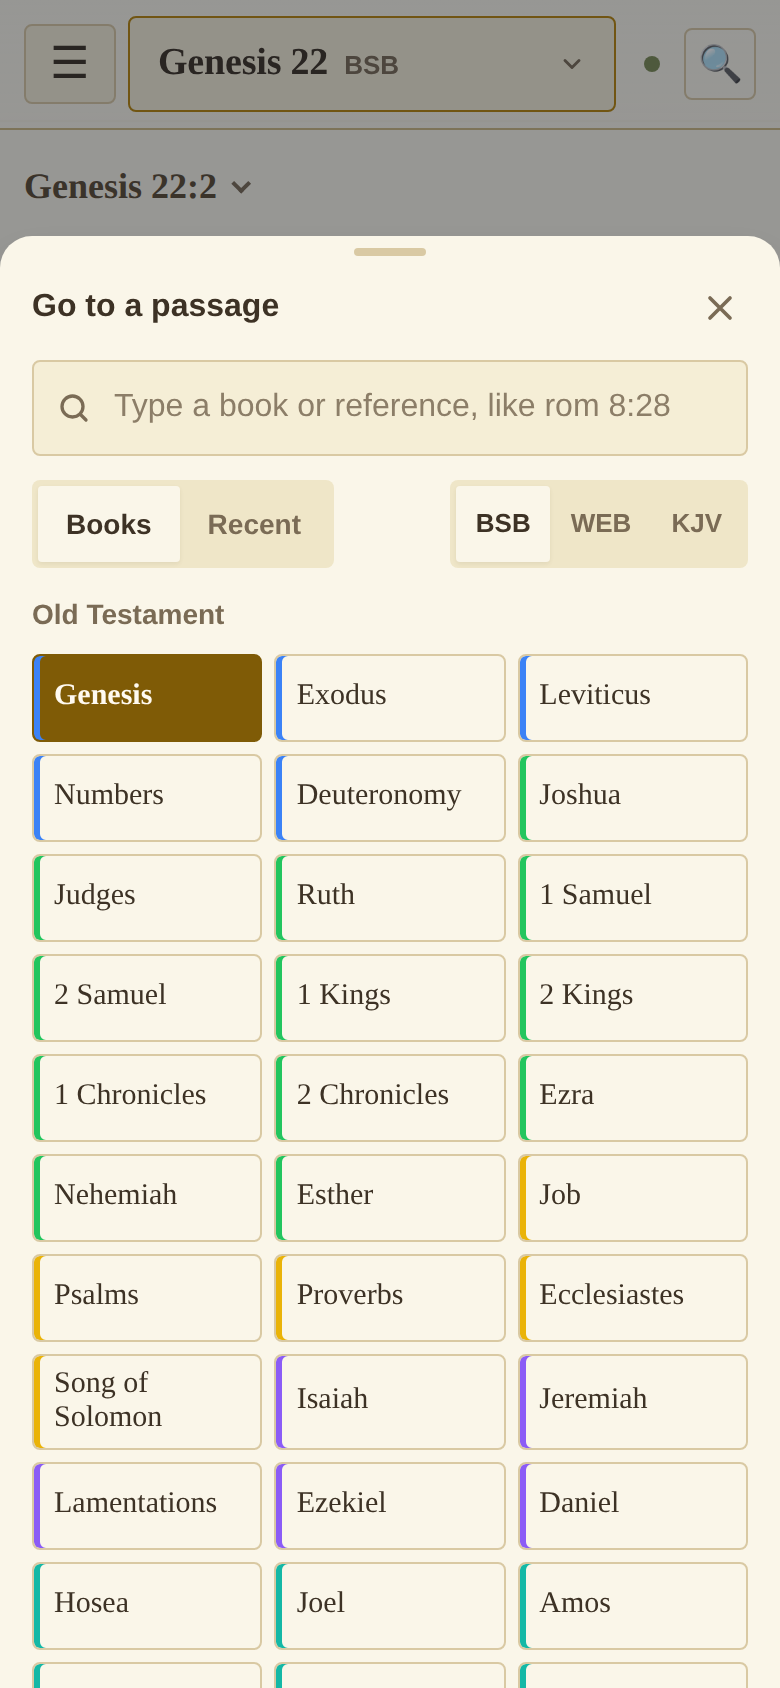 Genesis 22 BSB
Genesis 22:2
Go to a passage
Type a book or reference, like rom 8:28
Books Recent BSB WEB KJV
Old Testament
Genesis Exodus Leviticus
Numbers Deuteronomy Joshua
Judges Ruth 1 Samuel
2 Samuel 1 Kings 2 Kings
1 Chronicles 2 Chronicles Ezra
Nehemiah Esther Job
Psalms Proverbs Ecclesiastes
Song of Solomon Isaiah Jeremiah
Lamentations Ezekiel Daniel
Hosea Joel Amos